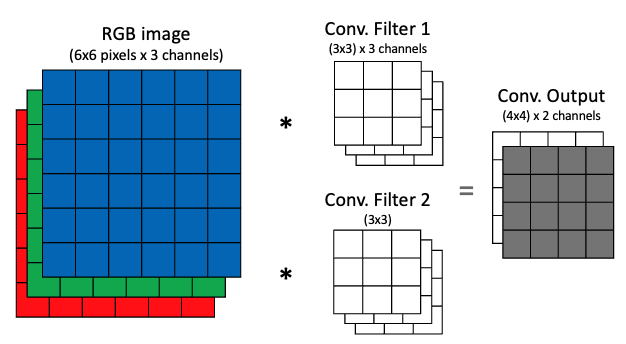 RGB image
(6x6 pixels x 3 channels)
Conv. Filter 1
(3x3) x 3 channels
*
Conv. Filter 2
(3x3)
*
=
Conv. Output
(4x4) x 2 channels